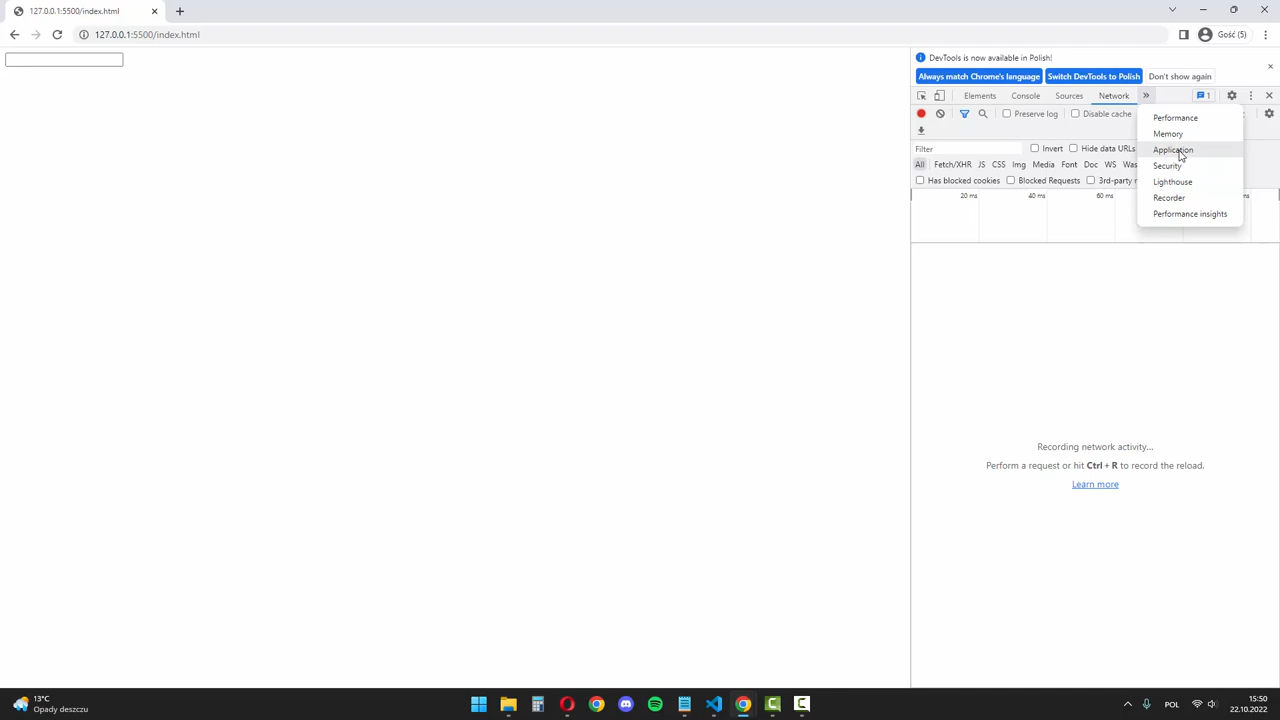 127.0.0.1:5500/index.html
127.0.0.1:5500/index.html
Gość (5)
DevTools is now available in Polish!
Always match Chrome's language Switch DevTools to Polish Don't show again
Elements Console Sources Network » 1
Preserve log Disable cache
Performance
Memory
Application
Security
Lighthouse
Recorder
Performance insights
Filter Invert Hide data URLs
All Fetch/XHR JS CSS Img Media Font Doc WS Was
Has blocked cookies Blocked Requests 3rd-party r
20 ms 40 ms 60 ms
Recording network activity...
Perform a request or hit Ctrl + R to record the reload.
Learn more
13°C
Opady deszczu
POL
15:50
22.10.2022